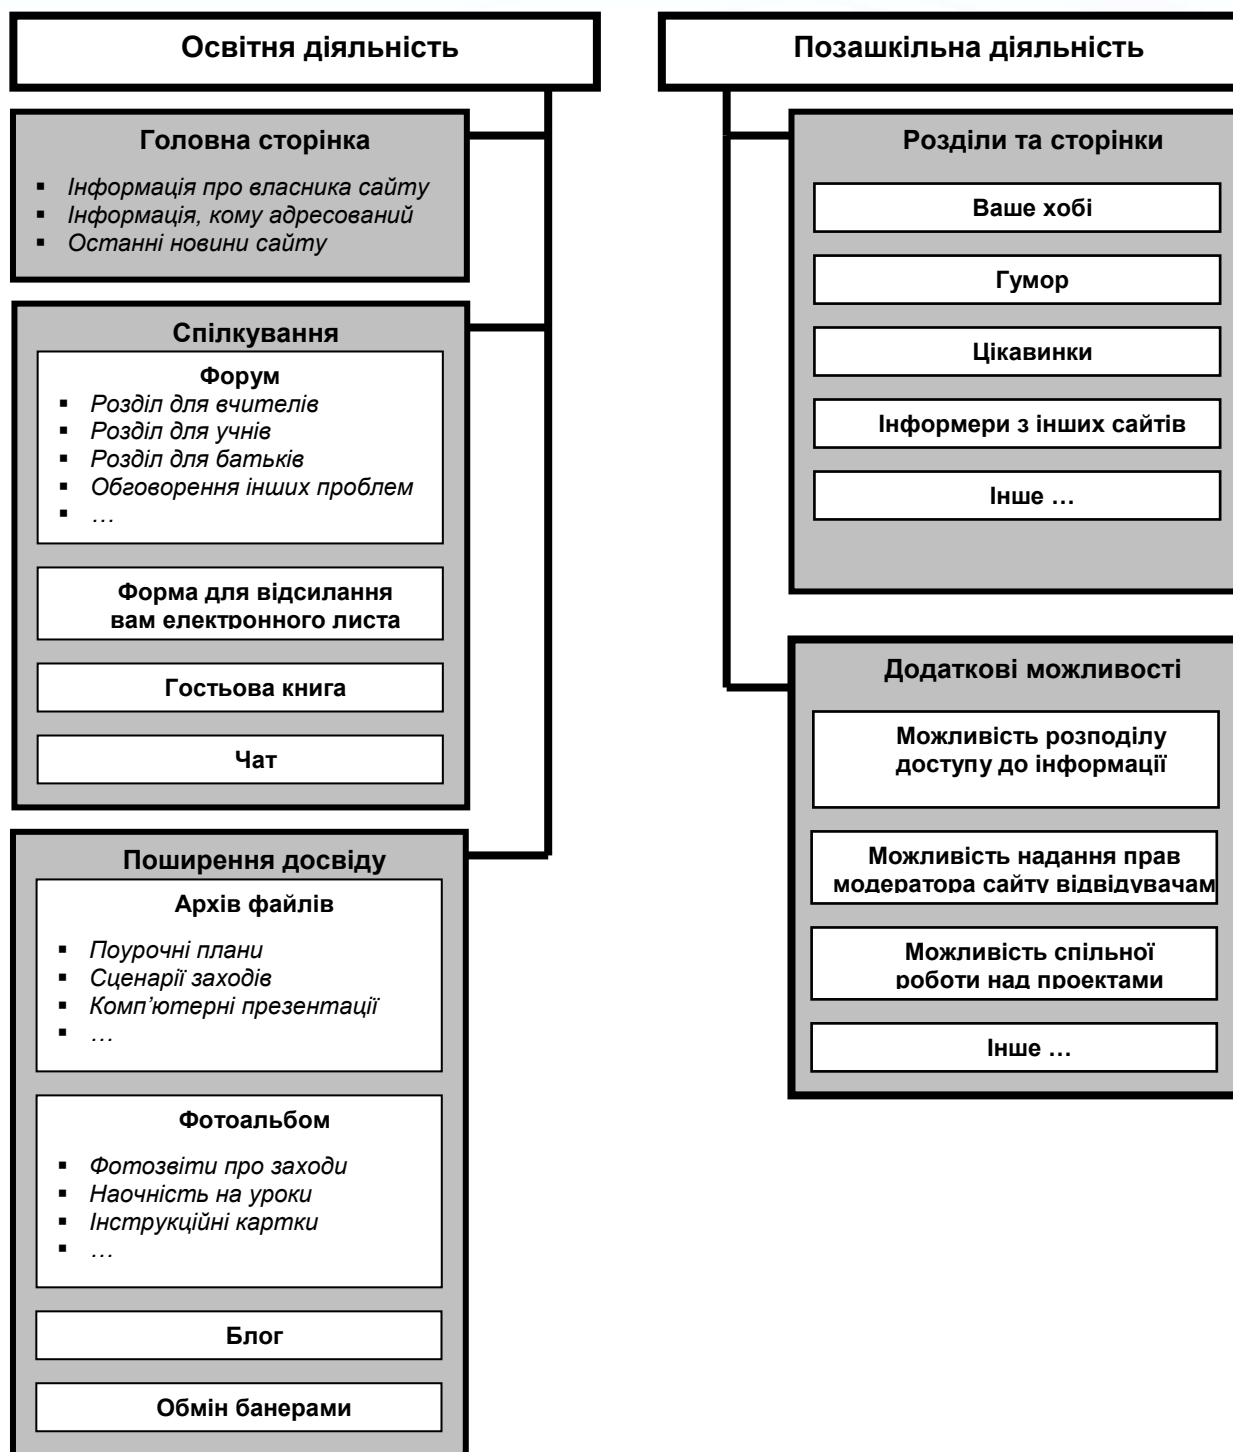 Освітня діяльність
Головна сторінка
▪ Інформація про власника сайту
▪ Інформація, кому адресований
▪ Останні новини сайту
Спілкування
Форум
▪ Розділ для вчителів
▪ Розділ для учнів
▪ Розділ для батьків
▪ Обговорення інших проблем
▪ …
Форма для відсилання
вам електронного листа
Гостьова книга
Чат
Поширення досвіду
Архів файлів
▪ Поурочні плани
▪ Сценарії заходів
▪ Комп’ютерні презентації
▪ …
Фотоальбом
▪ Фотозвіти про заходи
▪ Наочність на уроки
▪ Інструкційні картки
▪ …
Блог
Обмін банерами
Позашкільна діяльність
Розділи та сторінки
Ваше хобі
Гумор
Цікавинки
Інформери з інших сайтів
Інше …
Додаткові можливості
Можливість розподілу
доступу до інформації
Можливість надання прав
модератора сайту відвідувачам
Можливість спільної
роботи над проектами
Інше …